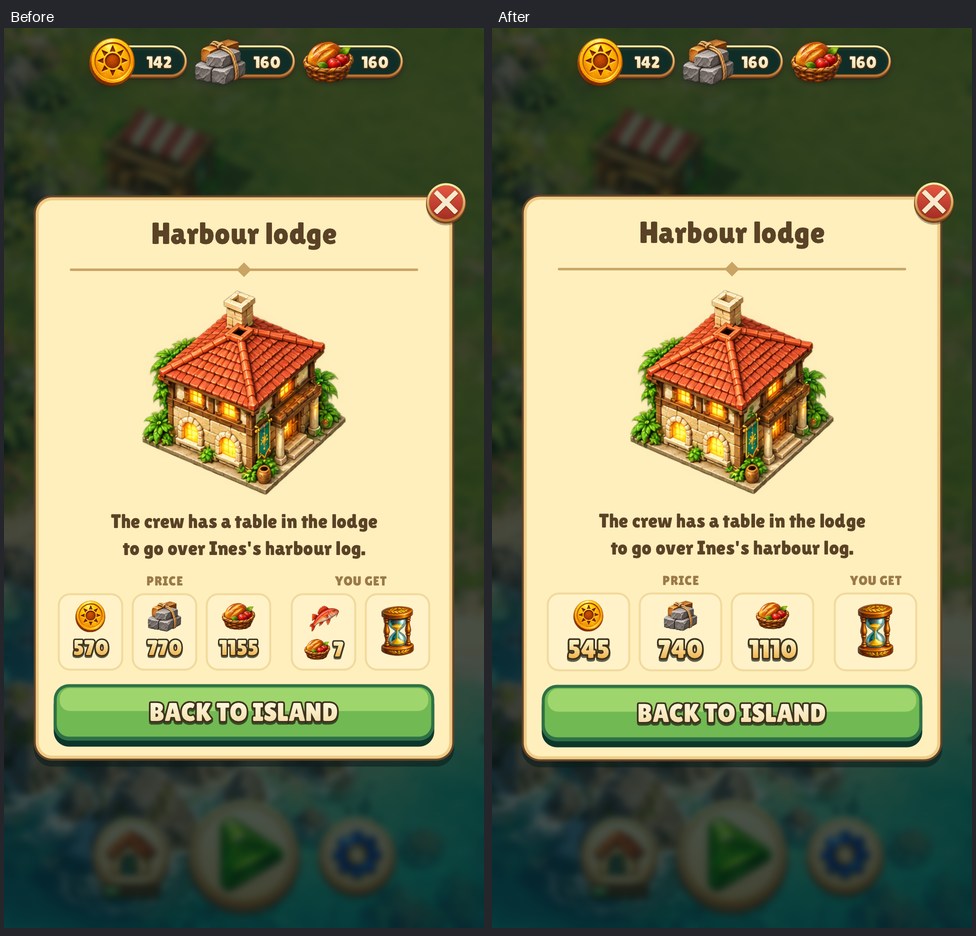 Before
142 160 160
Harbour lodge
The crew has a table in the lodge
to go over Ines's harbour log.
PRICE YOU GET
570 770 1155 7
BACK TO ISLAND
After
142 160 160
Harbour lodge
The crew has a table in the lodge
to go over Ines's harbour log.
PRICE YOU GET
545 740 1110
BACK TO ISLAND